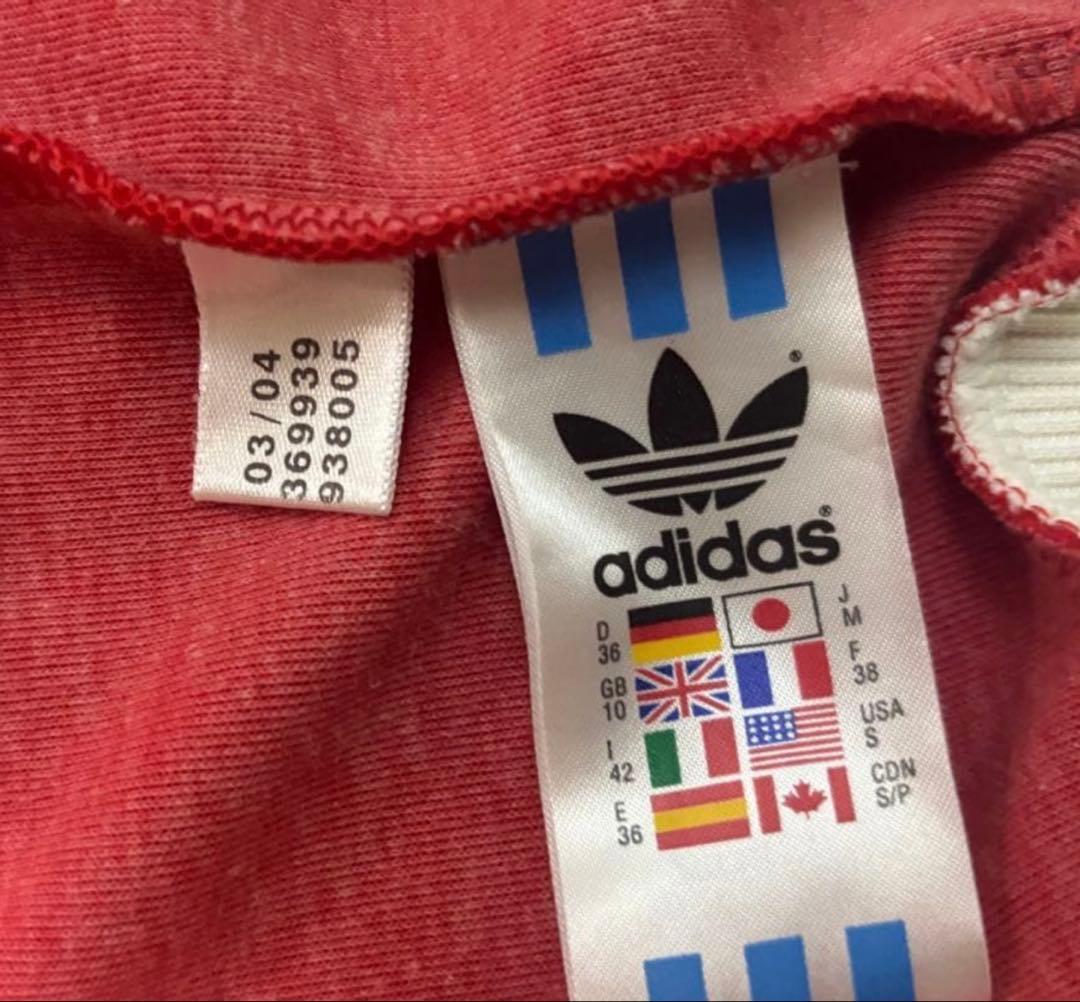 03/04
369939
938005
®
adidas®
D
36
J
M
GB
10
F
38
I
42
USA
S
E
36
CDN
S/P